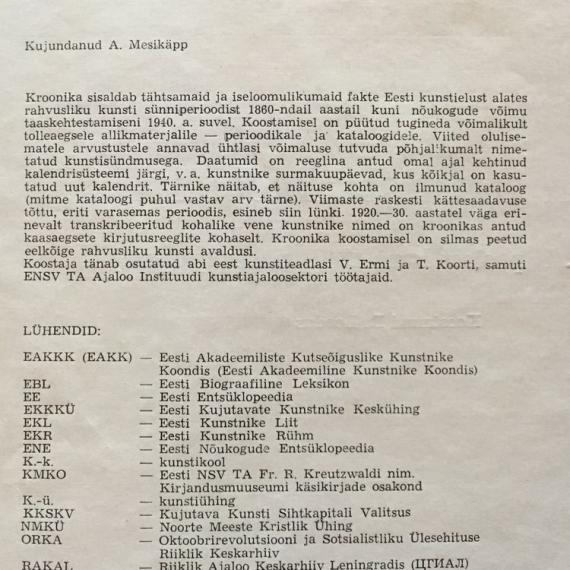 Kujundanud A. Mesikäpp
Kroonika sisaldab tähtsamaid ja iseloomulikumaid fakte Eesti kunstielust alates
rahvusliku kunsti sünniperioodist 1860-ndail aastail kuni nõukogude võimu
taaskehtestamiseni 1940. a. suvel. Koostamisel on püütud tugineda võimalikult
tolleaegsele allikmaterjalile — perioodikale ja kataloogidele. Viited olulise-
matele arvustustele annavad ühtlasi võimaluse tutvuda põhjalikumalt nime-
tatud kunstisündmusega. Daatumid on reeglina antud omal ajal kehtinud
kalendrisüsteemi järgi, v. a. kunstnike surmakuupäevad, kus kõikjal on kasu-
tatud uut kalendrit. Tärnike näitab, et näituse kohta on ilmunud kataloog
(mitme kataloogi puhul vastav arv tärne). Viimaste raskesti kättesaadavuse
tõttu, eriti varasemas perioodis, esineb siin lünki. 1920.—30. aastatel väga eri-
nevalt transkribeeritud kohalike vene kunstnike nimed on kroonikas antud
kaasaegsete kirjutusreeglite kohaselt. Kroonika koostamisel on silmas peetud
eelkõige rahvusliku kunsti avaldusi.
Koostaja tänab osutatud abi eest kunstiteadlasi V. Ermi ja T. Koorti, samuti
ENSV TA Ajaloo Instituudi kunstiajaloosektori töötajaid.
LÜHENDID:
EAKKK (EAKK) — Eesti Akadeemiliste Kutseõiguslike Kunstnike
Koondis (Eesti Akadeemiline Kunstnike Koondis)
EBL — Eesti Biograafiline Leksikon
EE — Eesti Entsüklopeedia
EKKKÜ — Eesti Kujutavate Kunstnike Keskühing
EKL — Eesti Kunstnike Liit
EKR — Eesti Kunstnike Rühm
ENE — Eesti Nõukogude Entsüklopeedia
K.-k. — kunstikool
KMKO — Eesti NSV TA Fr. R. Kreutzwaldi nim.
Kirjandusmuuseumi käsikirjade osakond
K.-ü. — kunstiühing
KKSKV — Kujutava Kunsti Sihtkapitali Valitsus
NMKÜ — Noorte Meeste Kristlik Ühing
ORKA — Oktoobrirevolutsiooni ja Sotsialistliku Ülesehituse
Riiklik Keskarhiiv
RAKAL — Riiklik Ajaloo Keskarhiiv Leningradis (ЦГИАЛ)